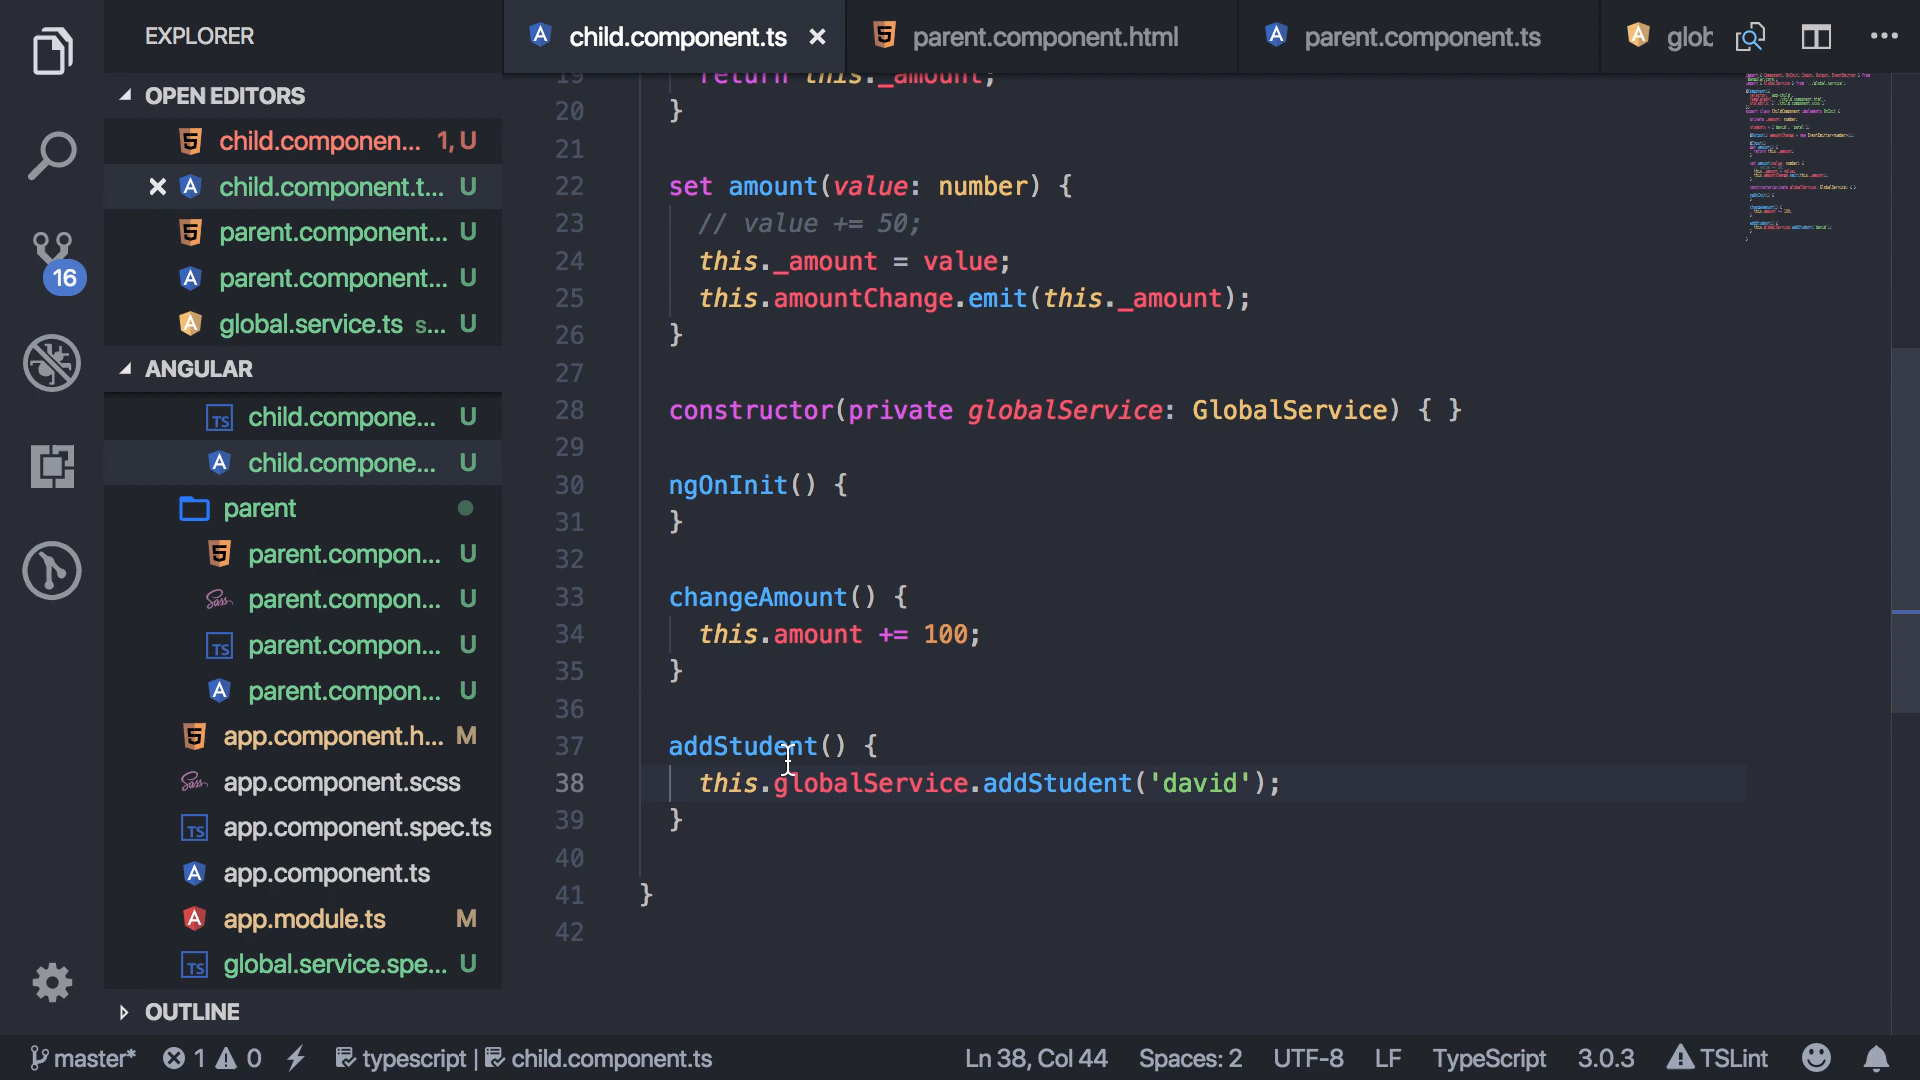 EXPLORER
child.component.ts
parent.component.html
parent.component.ts
glob
OPEN EDITORS
child.componen... 1, U
child.component.t... U
parent.component... U
parent.component... U
global.service.ts s... U
16
ANGULAR
child.compone... U
child.compone... U
parent
parent.compon... U
parent.compon... U
parent.compon... U
parent.compon... U
app.component.h... M
app.component.scss
app.component.spec.ts
app.component.ts
app.module.ts M
global.service.spe... U
OUTLINE
19 return this._amount;
20 }
21
22 set amount(value: number) {
23 // value += 50;
24 this._amount = value;
25 this.amountChange.emit(this._amount);
26 }
27
28 constructor(private globalService: GlobalService) { }
29
30 ngOnInit() {
31 }
32
33 changeAmount() {
34 this.amount += 100;
35 }
36
37 addStudent() {
38 this.globalService.addStudent('david');
39 }
40
41 }
42
master* 1 0 typescript | child.component.ts Ln 38, Col 44 Spaces: 2 UTF-8 LF TypeScript 3.0.3 TSLint